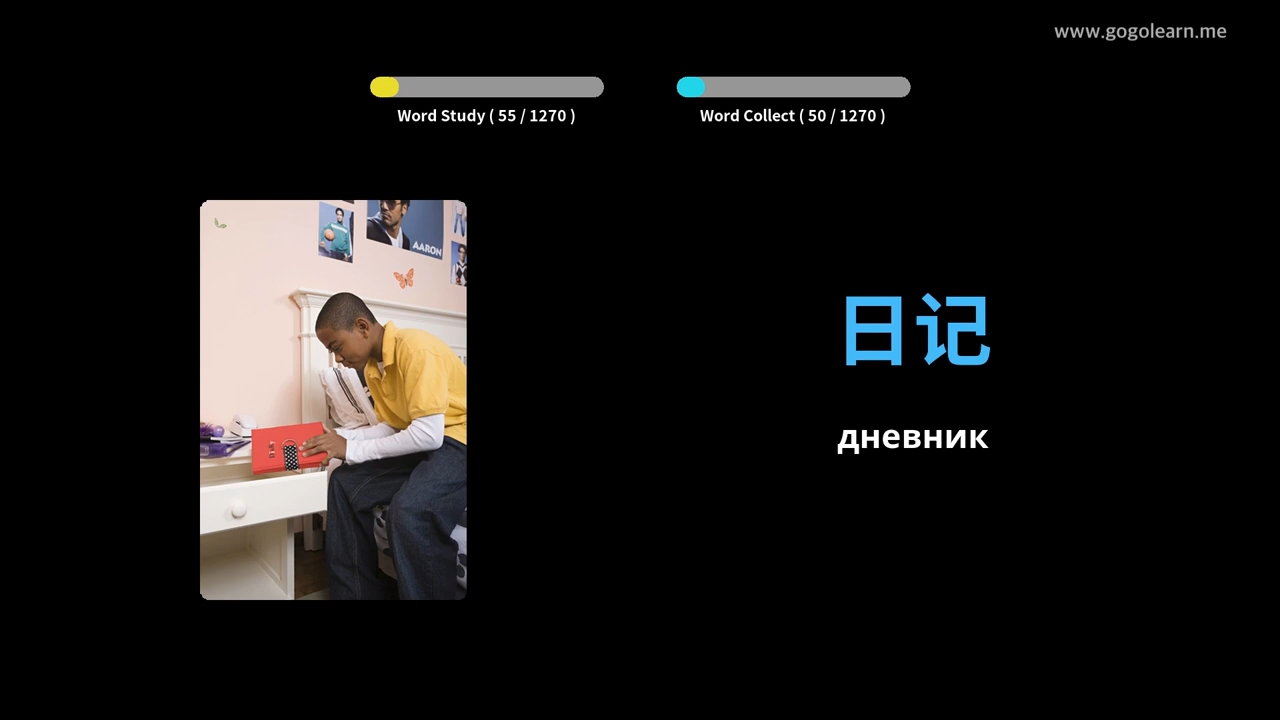 www.gogolearn.me
Word Study ( 55 / 1270 )
Word Collect ( 50 / 1270 )
AARON
日记
дневник